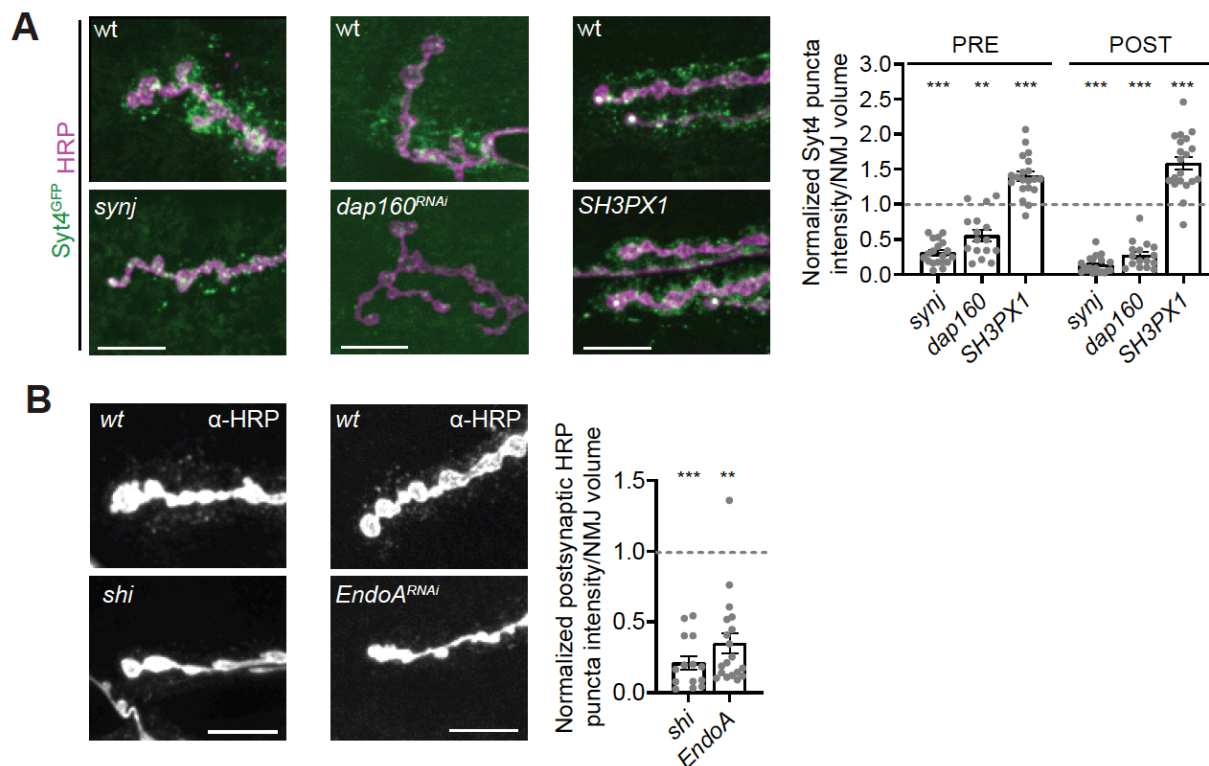 A
Syt4GFP HRP
wt
wt
wt
synj
dap160RNAi
SH3PX1
PRE
POST
Normalized Syt4 puncta
intensity/NMJ volume
3.0
2.5
2.0
1.5
1.0
0.5
0.0
*** ** *** *** *** ***
synj
dap160
SH3PX1
synj
dap160
SH3PX1
B
wt α-HRP
wt α-HRP
shi
EndoARNAi
Normalized postsynaptic HRP
puncta intensity/NMJ volume
1.5
1.0
0.5
0.0
*** **
shi
EndoA